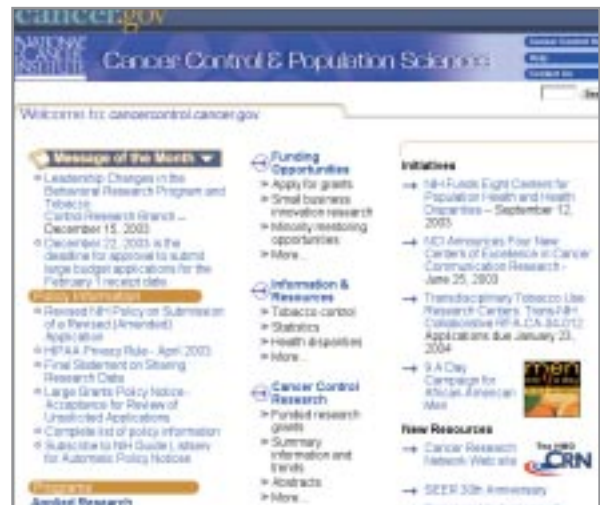 cancer.gov
NATIONAL
CANCER
INSTITUTE
Cancer Control & Population Sciences
Contact Us
Welcome to: cancercontrol.cancer.gov
Message of the Month
Leadership Changes in the
Behavioral Research Program and
Tobacco
Control Research Branch –
December 15, 2003
December 22, 2003 is the
deadline for approval to submit
large budget applications for the
February 1 receipt date
Policy Information
Revised NIH Policy on Submission
of a Revised (Amended)
Application
HIPAA Privacy Rule - April 2003
Final Statement on Sharing
Research Data
Large Grants Policy Notice -
Acceptance for Review of
Unsolicited Applications
Complete list of policy information
Subscribe to NIH Guide Listserv
for Automatic Policy Notices
Programs
Applied Research
Funding
Opportunities
Apply for grants
Small business
innovation research
Minority mentoring
opportunities
More...
Information &
Resources
Tobacco control
Statistics
Health disparities
More...
Cancer Control
Research
Funded research
grants
Summary
information and
trends
Abstracts
More...
Initiatives
NIH Funds Eight Centers for
Population Health and Health
Disparities – September 12,
2003
NCI Announces Four New
Centers of Excellence in Cancer
Communication Research -
June 25, 2003
Transdisciplinary Tobacco Use
Research Centers. Trans-NIH
Collaborative RFA-CA-04-012
Applications due January 23,
2004
9 A Day
Campaign for
African-American
Men
men
New Resources
Cancer Research
Network Web site
The HMO
CRN
SEER 30th Anniversary